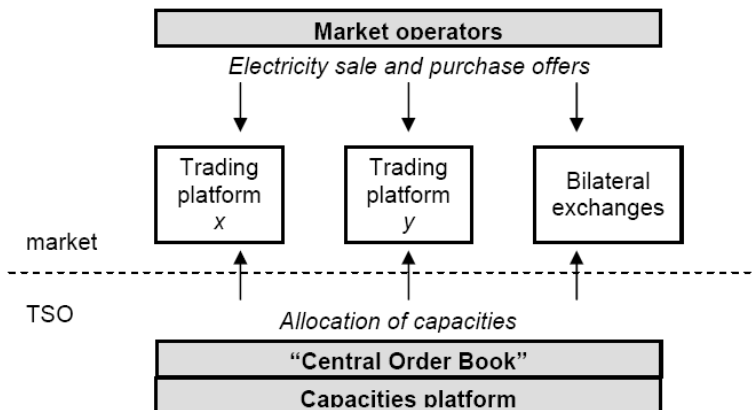 Market operators
Electricity sale and purchase offers
Trading
platform
x
Trading
platform
y
Bilateral
exchanges
market
TSO
Allocation of capacities
“Central Order Book”
Capacities platform